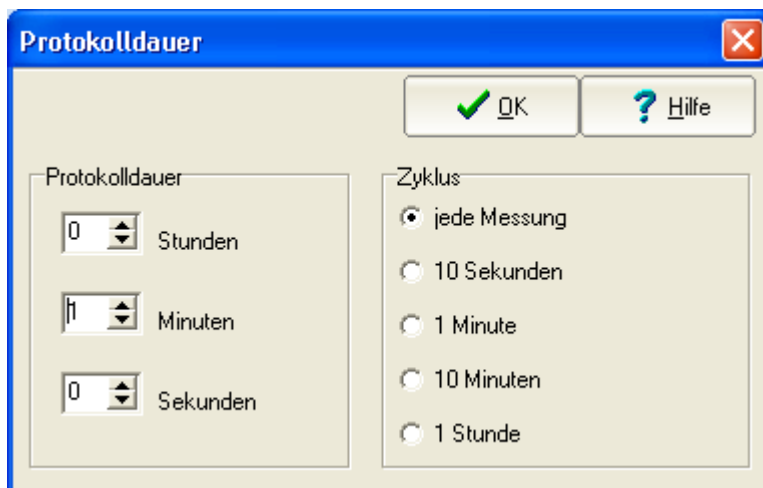 Protokolldauer
OK
Hilfe
Protokolldauer
0 Stunden
1 Minuten
0 Sekunden
Zyklus
jede Messung
10 Sekunden
1 Minute
10 Minuten
1 Stunde